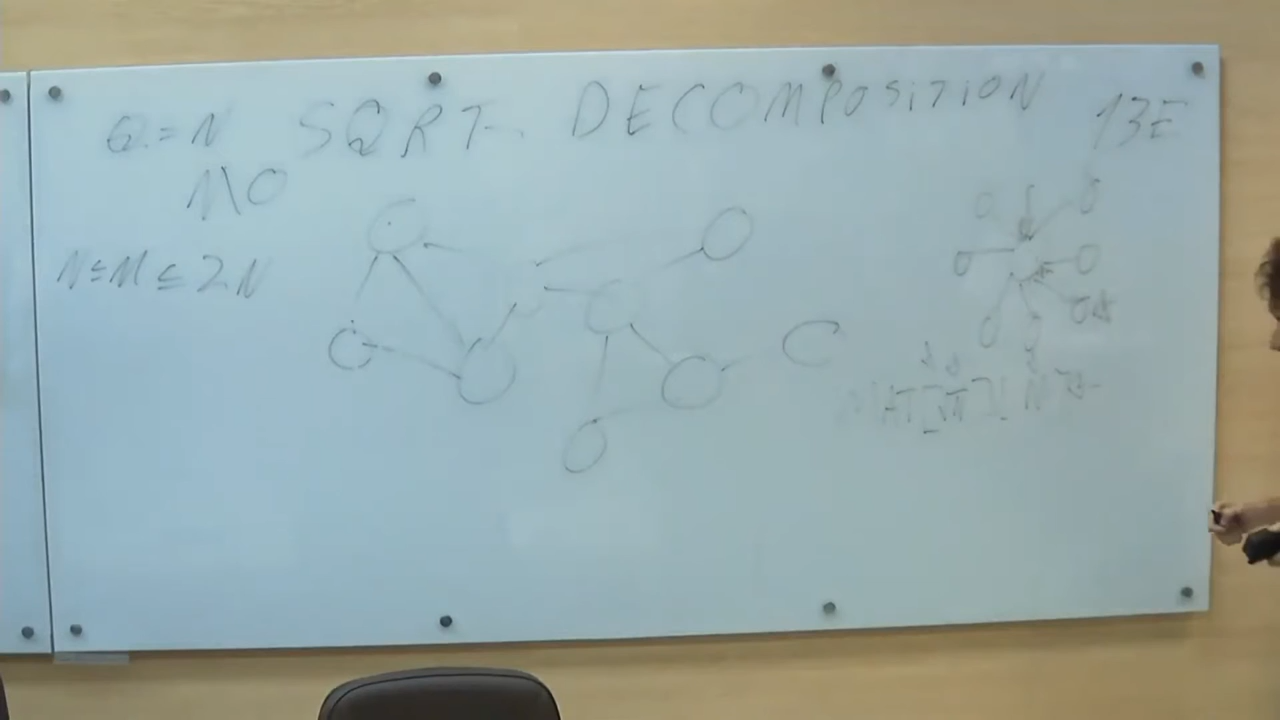 Q = N SQRT DECOMPOSITION 13E
MO
N ≤ M ≤ 2N